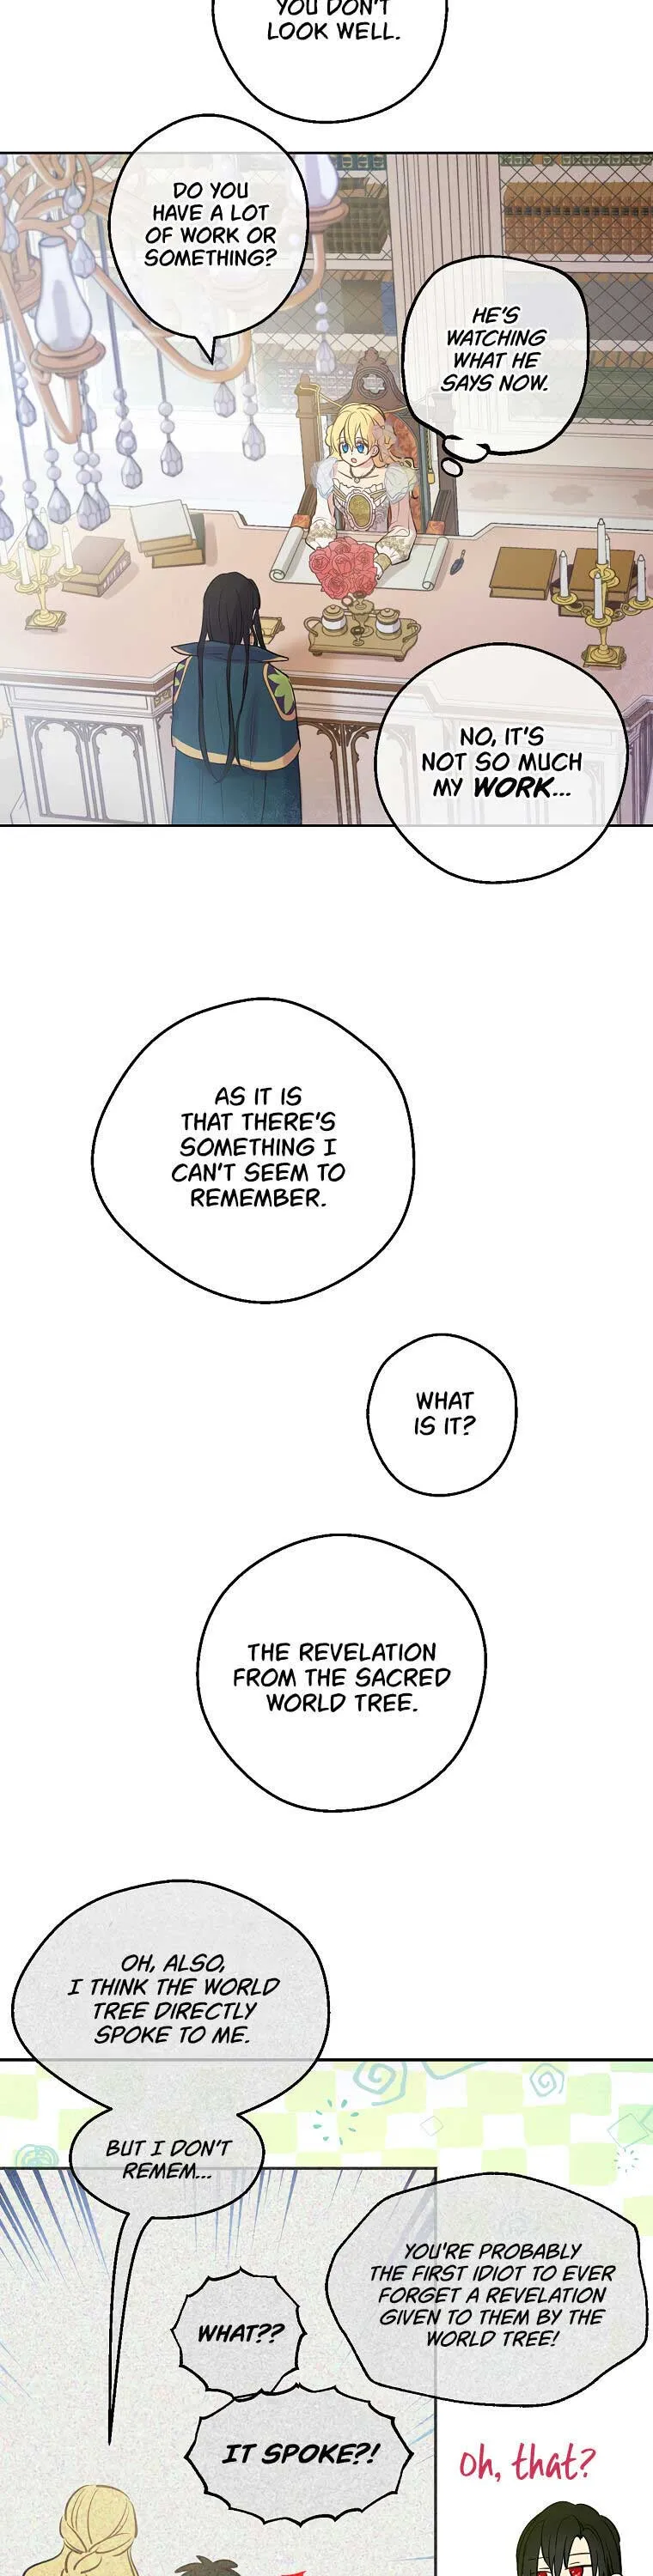 YOU DON'T
LOOK WELL.
DO YOU
HAVE A LOT
OF WORK OR
SOMETHING?
HE'S
WATCHING
WHAT HE
SAYS NOW.
NO, IT'S
NOT SO MUCH
MY WORK...
AS IT IS
THAT THERE'S
SOMETHING I
CAN'T SEEM TO
REMEMBER.
WHAT
IS IT?
THE REVELATION
FROM THE SACRED
WORLD TREE.
OH, ALSO,
I THINK THE WORLD
TREE DIRECTLY
SPOKE TO ME.
BUT I DON'T
REMEM...
YOU'RE PROBABLY
THE FIRST IDIOT TO EVER
FORGET A REVELATION
GIVEN TO THEM BY THE
WORLD TREE!
WHAT??
IT SPOKE?!
oh, that?